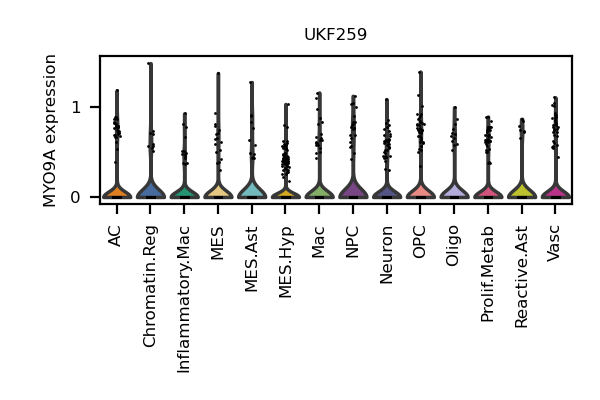 UKF259
MYO9A expression
1
0
AC
Chromatin.Reg
Inflammatory.Mac
MES
MES.Ast
MES.Hyp
Mac
NPC
Neuron
OPC
Oligo
Prolif.Metab
Reactive.Ast
Vasc